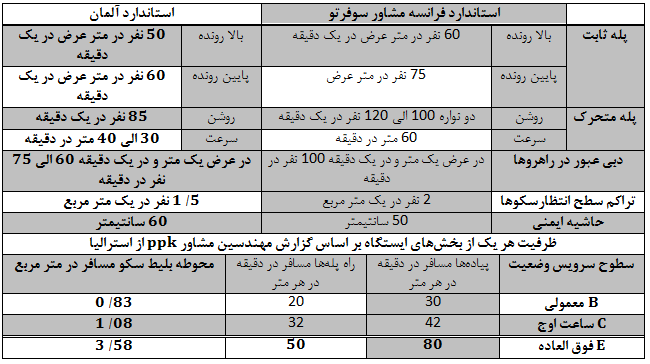 استاندارد فرانسه مشاور سوفرتو	استاندارد آلمان
پله ثابت	بالا رونده	60 نفر در متر عرض در یک دقیقه	50 نفر در متر عرض در یک
دقیقه
پایین رونده	75 نفر در متر عرض	60 نفر در متر عرض در یک
دقیقه
پله متحرک	روشن	دو نواره 100 الی 120 نفر در یک دقیقه	85 نفر در یک دقیقه
سرعت	60 متر در دقیقه	30 الی 40 متر در دقیقه
دبی عبور در راهروها	در عرض یک متر و در یک دقیقه 100 نفر در
دقیقه	در عرض یک متر و در یک دقیقه 60 الی 75
نفر در دقیقه
تراکم سطح انتظارسکوها	2 نفر در یک متر مربع	1/5 نفر در یک متر مربع
حاشیه ایمنی	50 سانتیمتر	60 سانتیمتر
ظرفیت هر یک از بخش‌های ایستگاه بر اساس گزارش مهندسین مشاور ppk از استرالیا
سطوح سرویس وضعیت	پیاده‌ها مسافر در دقیقه
در هر متر	راه پله‌ها مسافر در دقیقه
در هر متر	محوطه بلیط سکو مسافر در متر مربع
B معمولی	30	20	0/83
C ساعت اوج	42	32	1/08
E فوق العاده	80	50	3/58